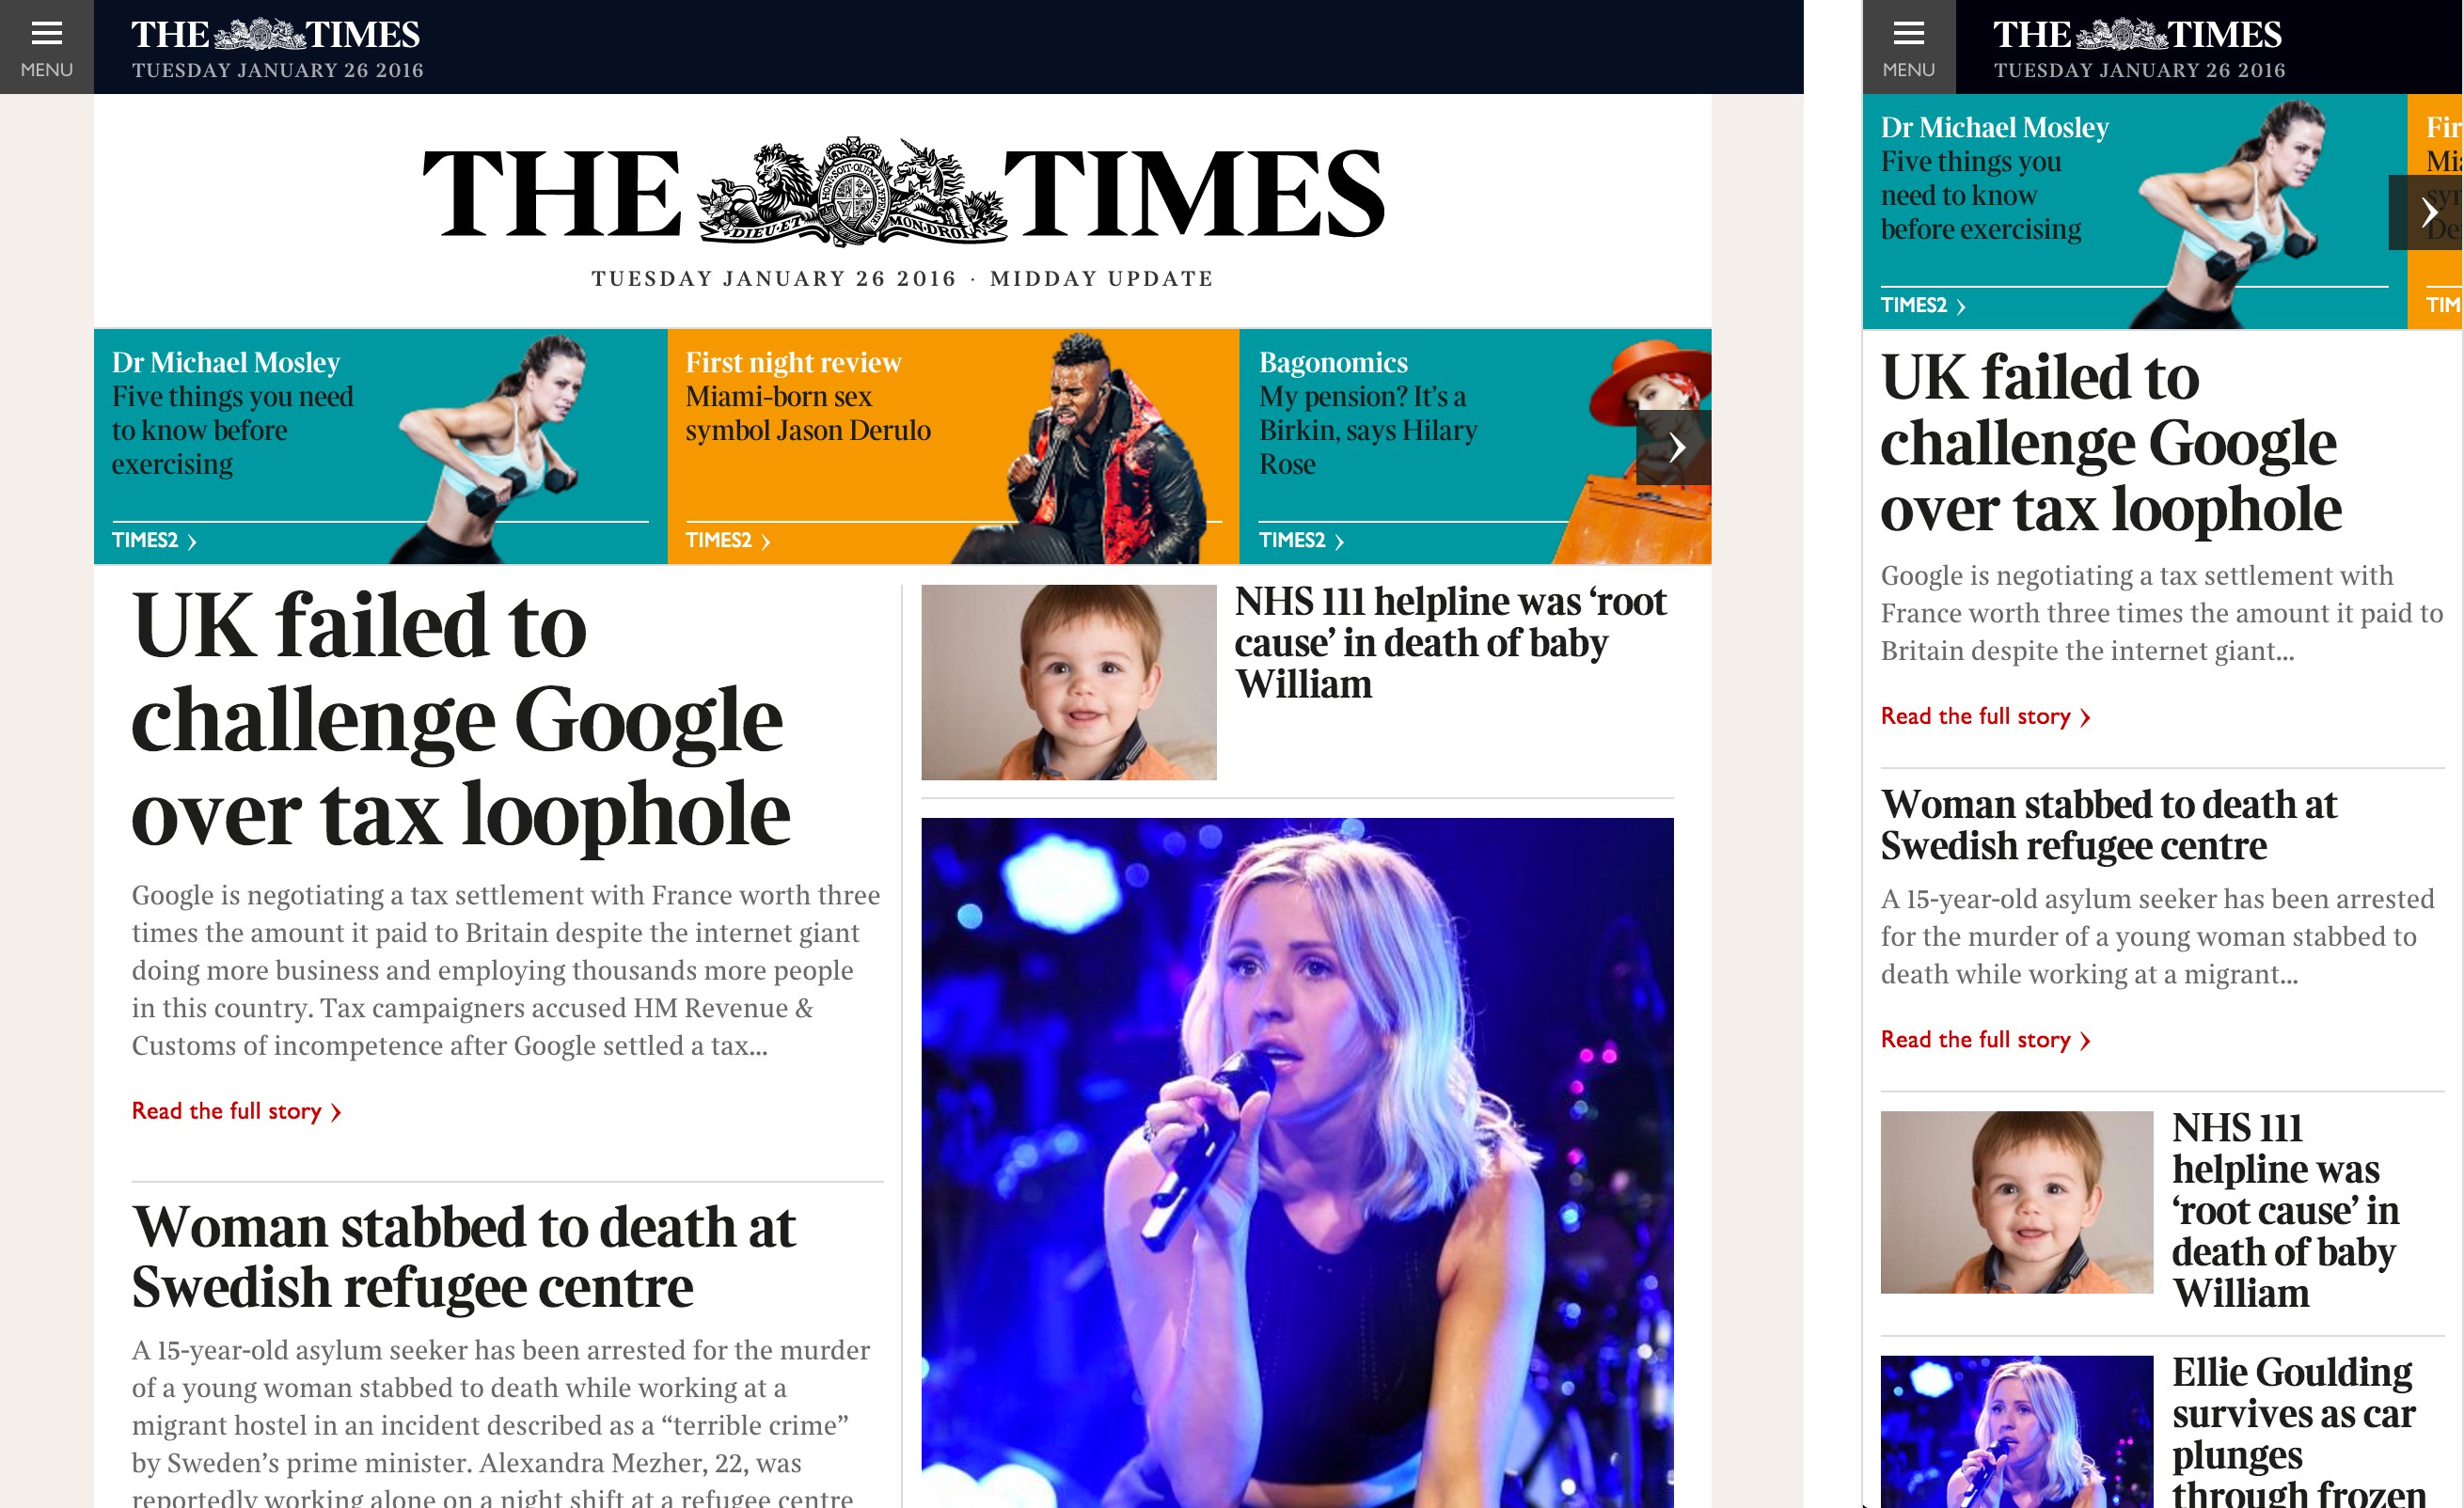 MENU
THE TIMES
TUESDAY JANUARY 26 2016
THE TIMES
DIEU·ET MON·DROIT
TUESDAY JANUARY 26 2016 · MIDDAY UPDATE
Dr Michael Mosley
Five things you need
to know before
exercising
TIMES2
First night review
Miami-born sex
symbol Jason Derulo
TIMES2
Bagonomics
My pension? It’s a
Birkin, says Hilary
Rose
TIMES2
UK failed to
challenge Google
over tax loophole
Google is negotiating a tax settlement with France worth three
times the amount it paid to Britain despite the internet giant
doing more business and employing thousands more people
in this country. Tax campaigners accused HM Revenue &
Customs of incompetence after Google settled a tax...
Read the full story
Woman stabbed to death at
Swedish refugee centre
A 15-year-old asylum seeker has been arrested for the murder
of a young woman stabbed to death while working at a
migrant hostel in an incident described as a “terrible crime”
by Sweden’s prime minister. Alexandra Mezher, 22, was
reportedly working alone on a night shift at a refugee centre
NHS 111 helpline was ‘root
cause’ in death of baby
William
MENU
THE TIMES
TUESDAY JANUARY 26 2016
Dr Michael Mosley
Five things you
need to know
before exercising
TIMES2
Fir
Mia
syn
De
TIM
UK failed to
challenge Google
over tax loophole
Google is negotiating a tax settlement with
France worth three times the amount it paid to
Britain despite the internet giant...
Read the full story
Woman stabbed to death at
Swedish refugee centre
A 15-year-old asylum seeker has been arrested
for the murder of a young woman stabbed to
death while working at a migrant...
Read the full story
NHS 111
helpline was
‘root cause’ in
death of baby
William
Ellie Goulding
survives as car
plunges
through frozen